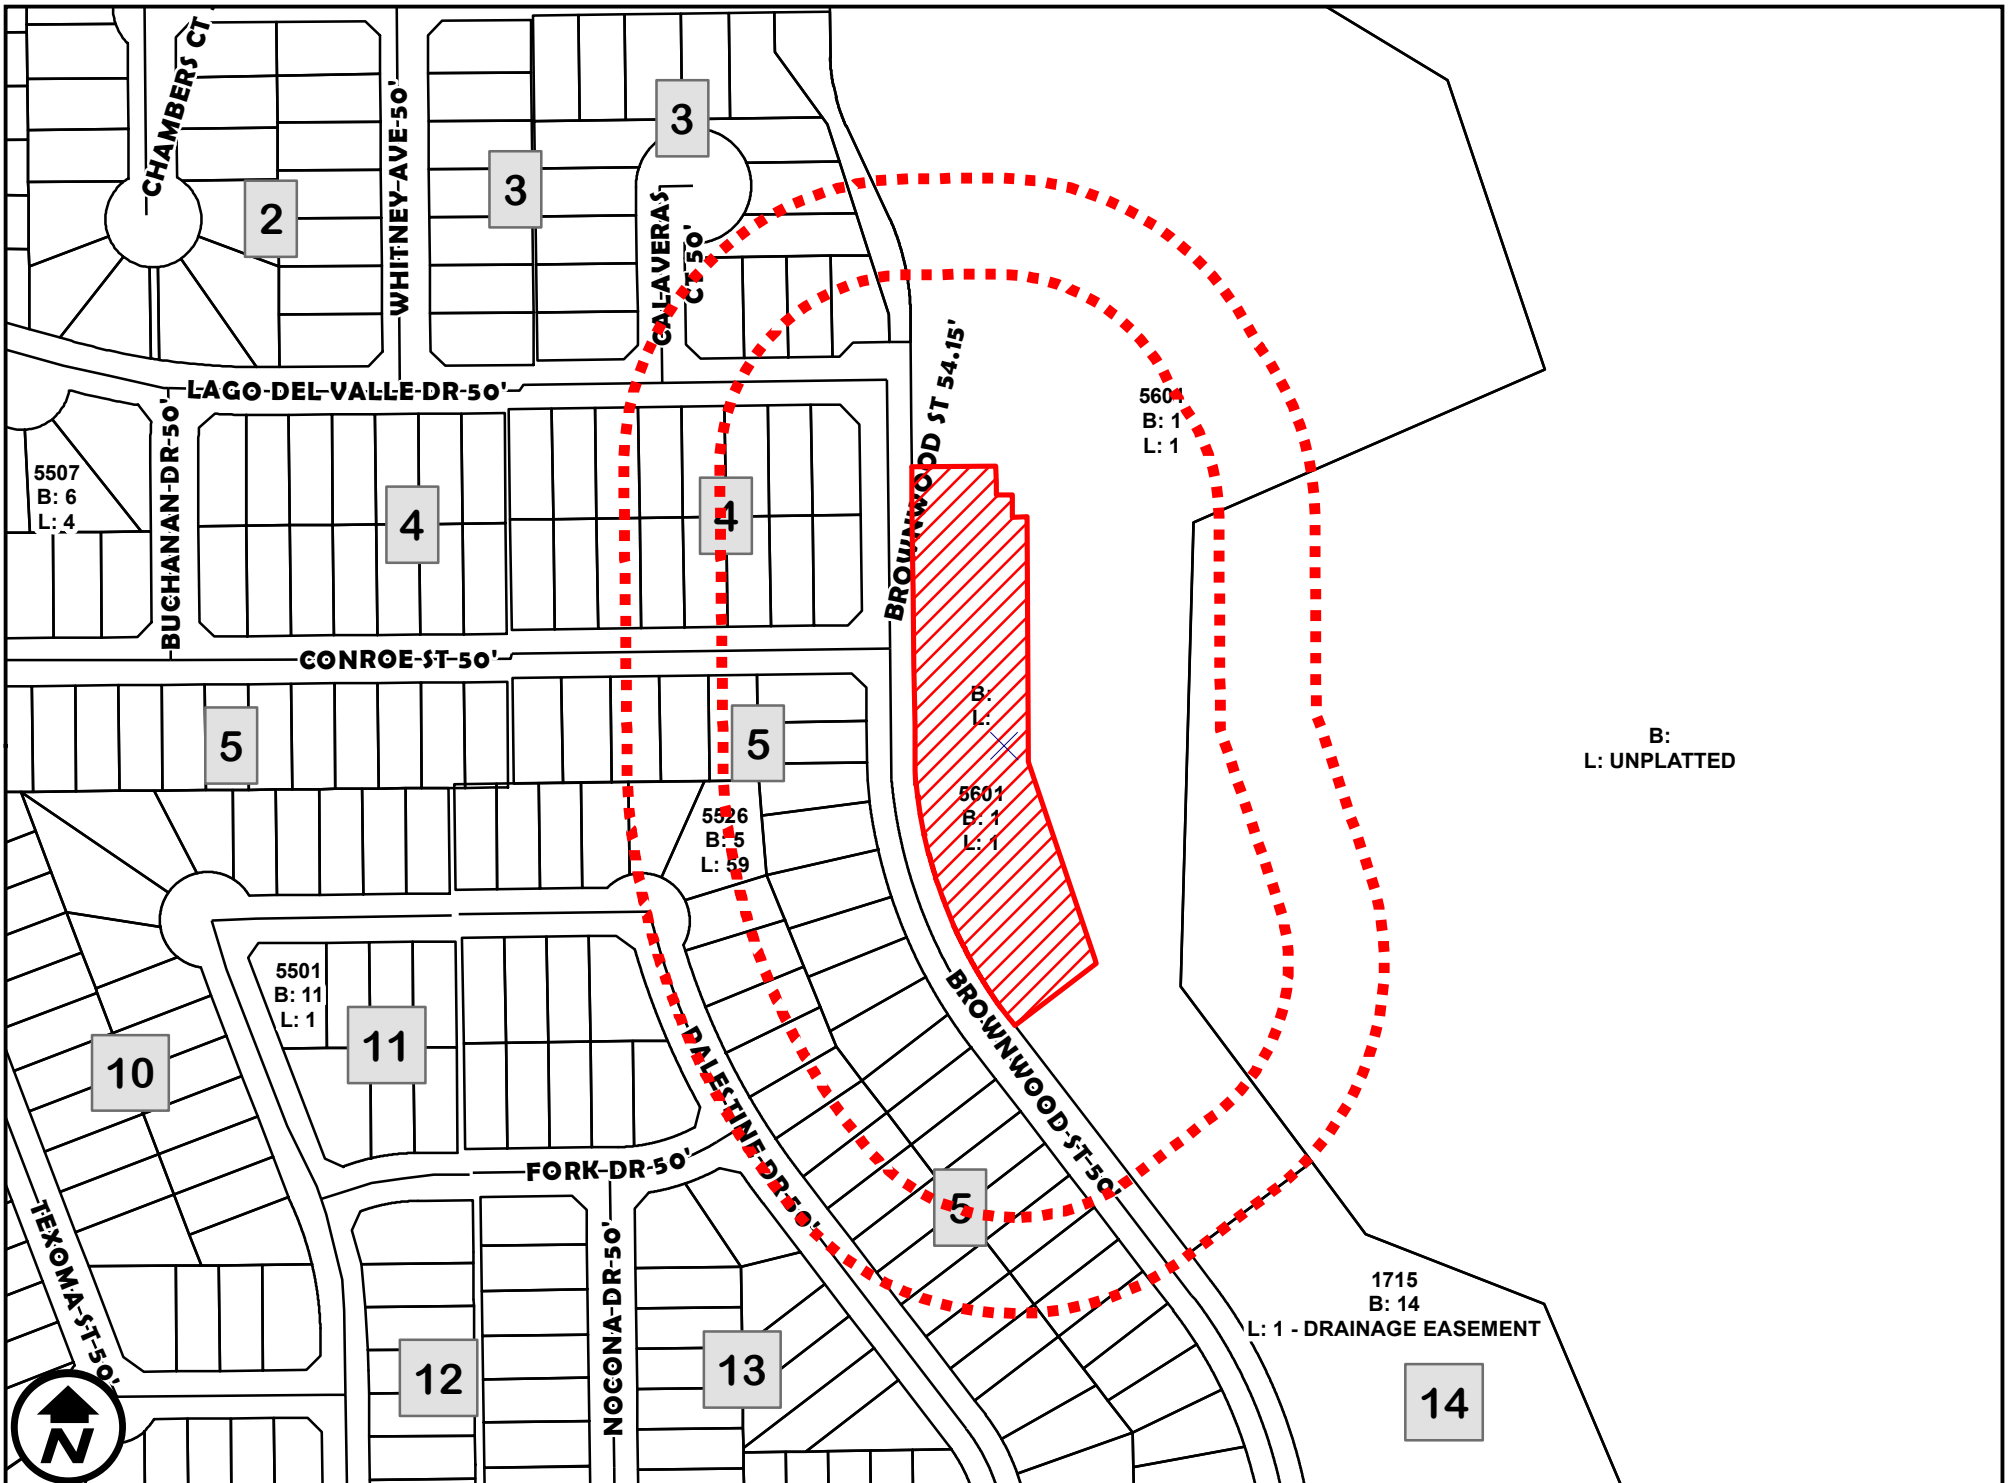 CHAMBERS CT
WHITNEY-AVE-50'
3
3
2
CALAVERAS
CT 50'
LAGO-DEL-VALLE-DR-50'
BROWNWOOD ST 54.15'
5601
B: 1
L: 1
BUCHANAN-DR-50'
5507
B: 6
L: 4
4
4
CONROE-ST-50'
B:
L:
5
5
B:
L: UNPLATTED
5601
B: 1
L: 1
5526
B: 5
L: 59
5501
B: 11
L: 1
11
10
BROWNWOOD-ST-50'
PALESTINE-DR-50'
FORK-DR-50'
5
TEXOMA-ST-50'
NOCONA-DR-50'
1715
B: 14
L: 1 - DRAINAGE EASEMENT
12
13
14
N